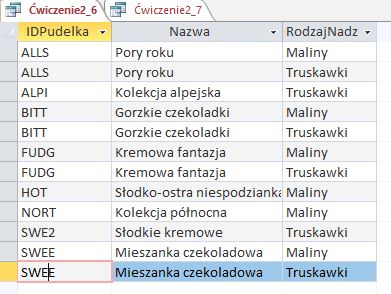 Ćwiczenie2_6 Ćwiczenie2_7
IDPudelka Nazwa RodzajNadz
ALLS Pory roku Maliny
ALLS Pory roku Truskawki
ALPI Kolekcja alpejska Truskawki
BITT Gorzkie czekoladki Maliny
BITT Gorzkie czekoladki Truskawki
FUDG Kremowa fantazja Maliny
FUDG Kremowa fantazja Truskawki
HOT Słodko-ostra niespodzianka Maliny
NORT Kolekcja północna Maliny
SWE2 Słodkie kremowe Truskawki
SWEE Mieszanka czekoladowa Maliny
SWEE Mieszanka czekoladowa Truskawki